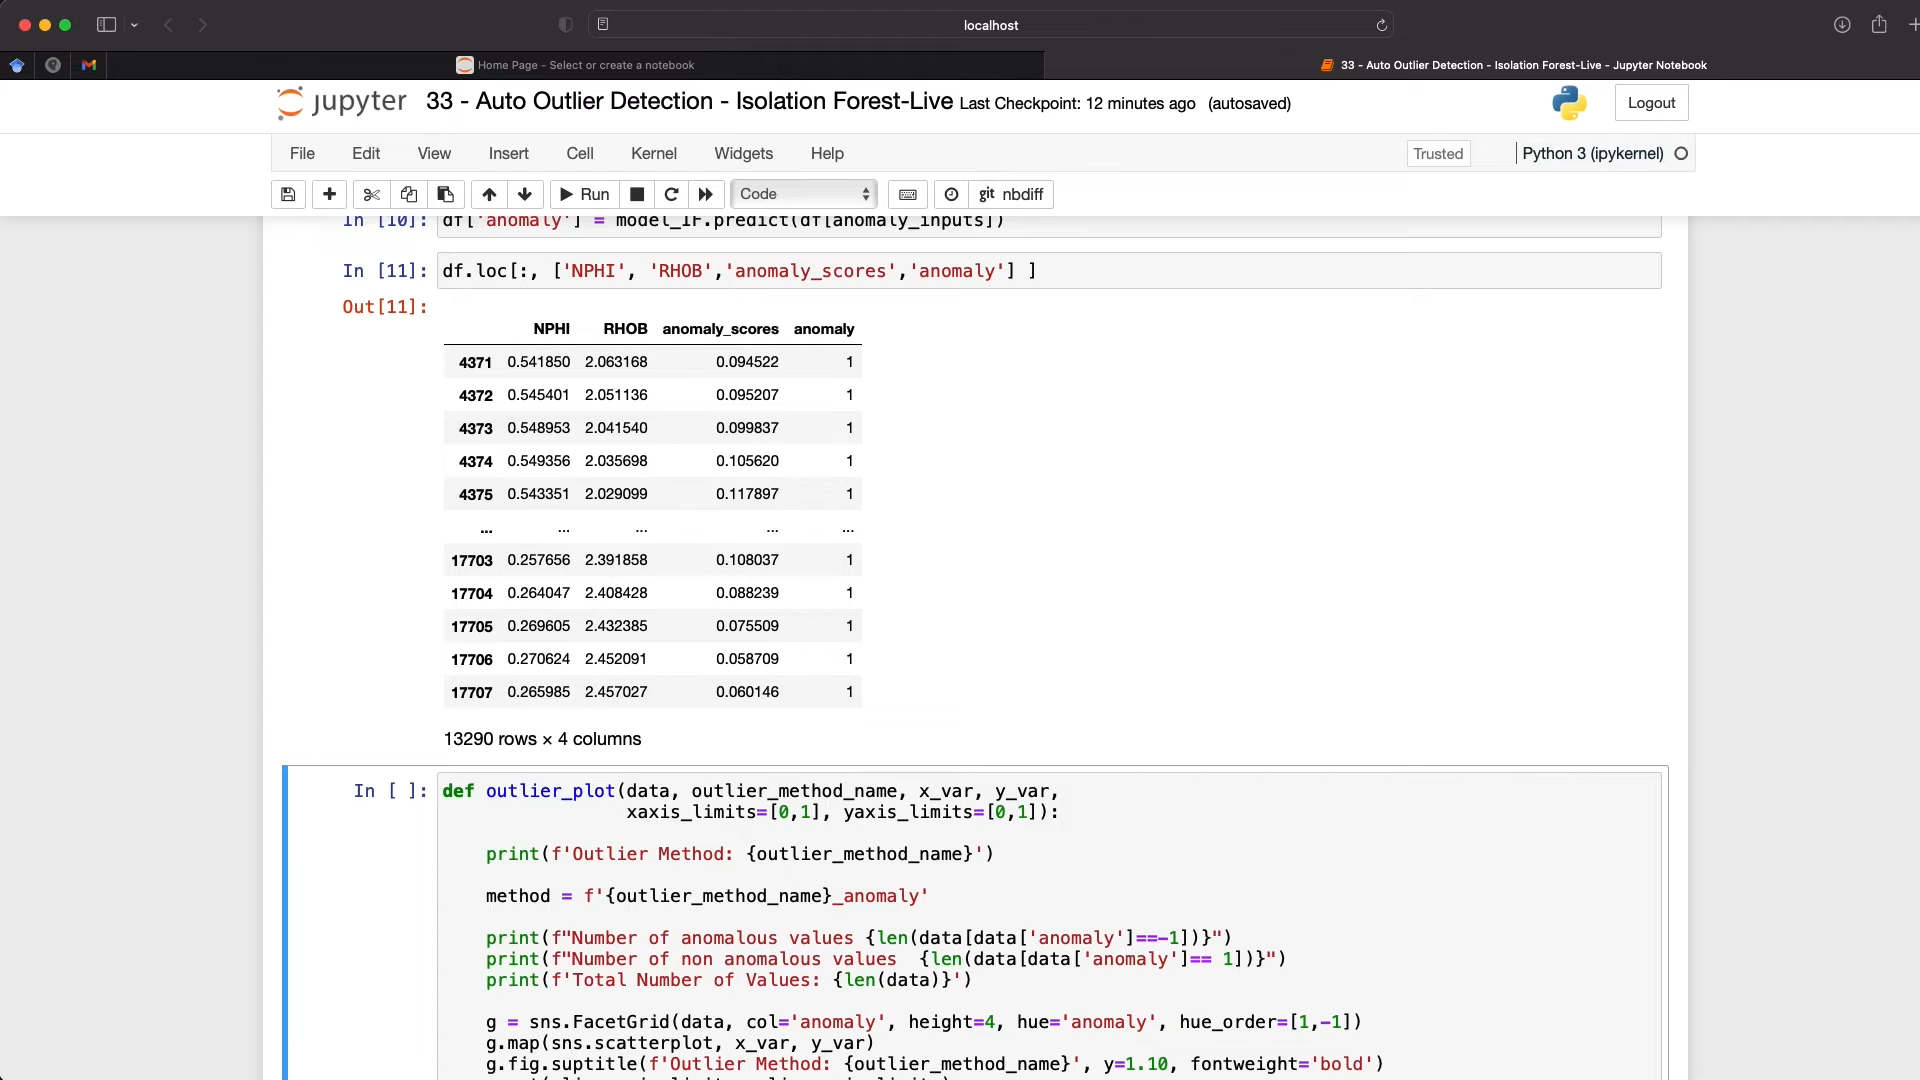 localhost
Home Page - Select or create a notebook
33 - Auto Outlier Detection - Isolation Forest-Live - Jupyter Notebook
jupyter 33 - Auto Outlier Detection - Isolation Forest-Live Last Checkpoint: 12 minutes ago (autosaved)
Logout
File Edit View Insert Cell Kernel Widgets Help
Trusted Python 3 (ipykernel)
Run Code git nbdiff
In [10]: df['anomaly'] = model_IF.predict(df[anomaly_inputs])
In [11]: df.loc[:, ['NPHI', 'RHOB','anomaly_scores','anomaly'] ]
Out[11]:
NPHI RHOB anomaly_scores anomaly
4371 0.541850 2.063168 0.094522 1
4372 0.545401 2.051136 0.095207 1
4373 0.548953 2.041540 0.099837 1
4374 0.549356 2.035698 0.105620 1
4375 0.543351 2.029099 0.117897 1
... ... ... ... ...
17703 0.257656 2.391858 0.108037 1
17704 0.264047 2.408428 0.088239 1
17705 0.269605 2.432385 0.075509 1
17706 0.270624 2.452091 0.058709 1
17707 0.265985 2.457027 0.060146 1
13290 rows × 4 columns
In [ ]: def outlier_plot(data, outlier_method_name, x_var, y_var,
xaxis_limits=[0,1], yaxis_limits=[0,1]):
print(f'Outlier Method: {outlier_method_name}')
method = f'{outlier_method_name}_anomaly'
print(f"Number of anomalous values {len(data[data['anomaly']==-1])}")
print(f"Number of non anomalous values  {len(data[data['anomaly']== 1])}")
print(f'Total Number of Values: {len(data)}')
g = sns.FacetGrid(data, col='anomaly', height=4, hue='anomaly', hue_order=[1,-1])
g.map(sns.scatterplot, x_var, y_var)
g.fig.suptitle(f'Outlier Method: {outlier_method_name}', y=1.10, fontweight='bold')